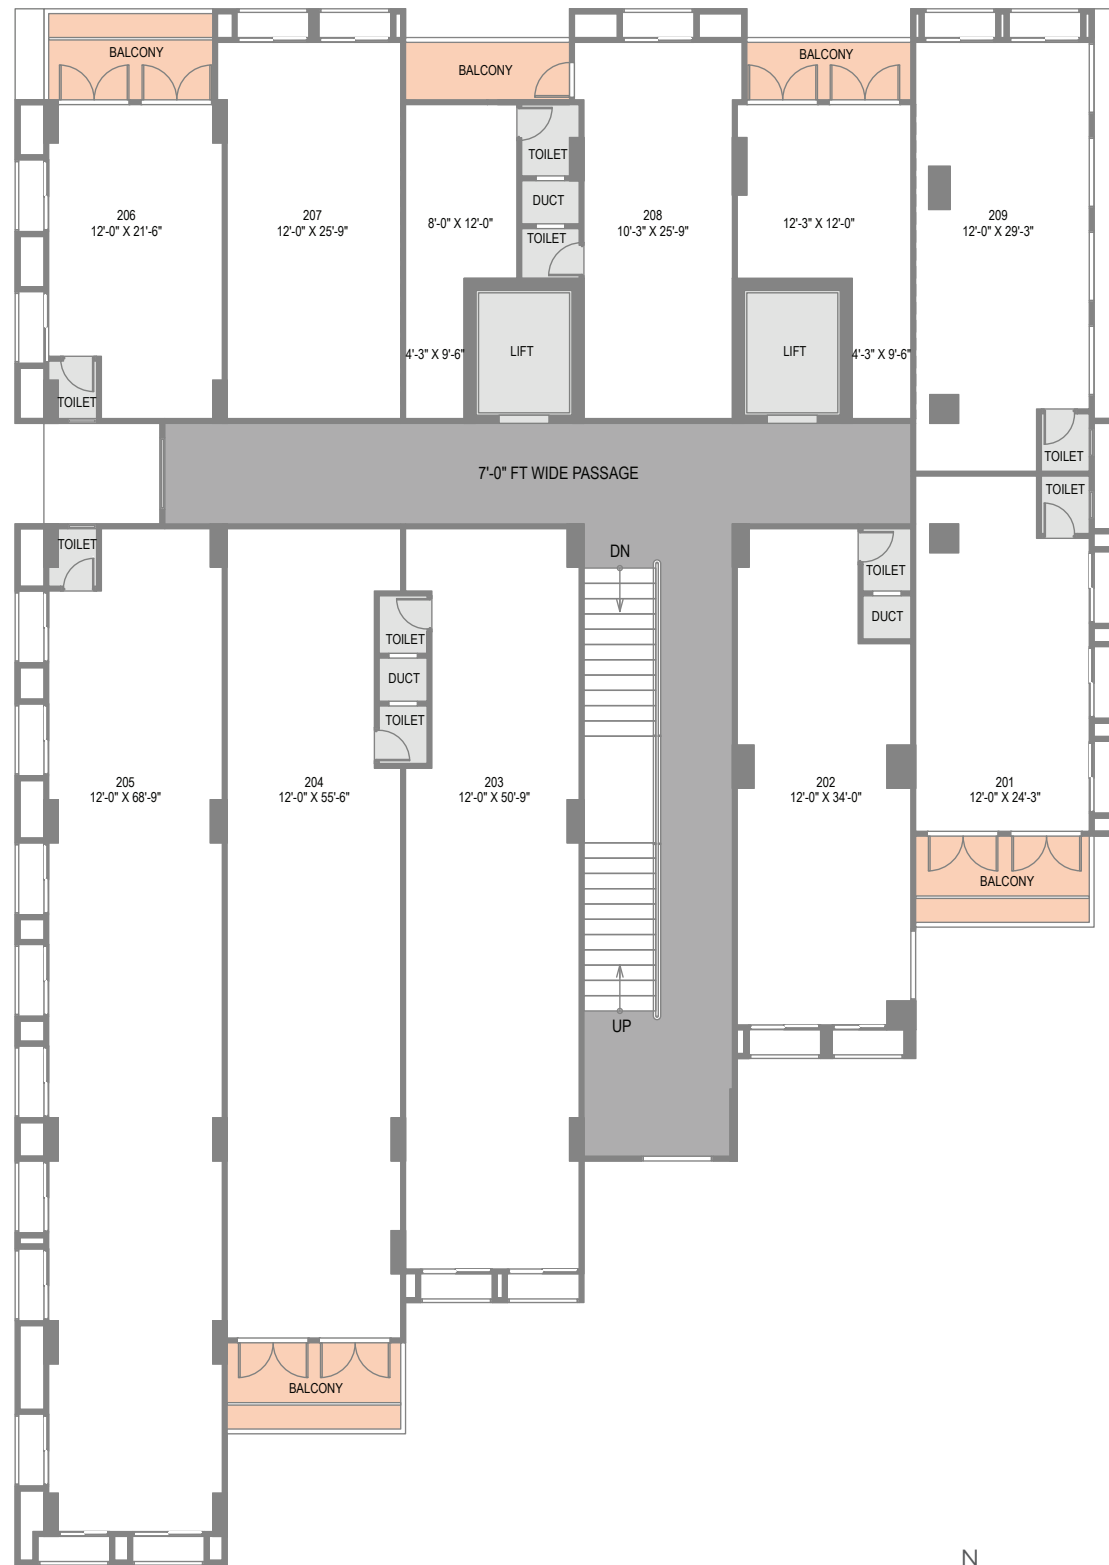 BALCONY
BALCONY
BALCONY
TOILET
DUCT
TOILET
206
12'-0" X 21'-6"
207
12'-0" X 25'-9"
8'-0" X 12'-0"
208
10'-3" X 25'-9"
12'-3" X 12'-0"
209
12'-0" X 29'-3"
4'-3" X 9'-6"
LIFT
LIFT
4'-3" X 9'-6"
TOILET
TOILET
7'-0" FT WIDE PASSAGE
TOILET
TOILET
DN
TOILET
DUCT
TOILET
DUCT
TOILET
205
12'-0" X 68'-9"
204
12'-0" X 55'-6"
203
12'-0" X 50'-9"
202
12'-0" X 34'-0"
201
12'-0" X 24'-3"
BALCONY
UP
BALCONY
N